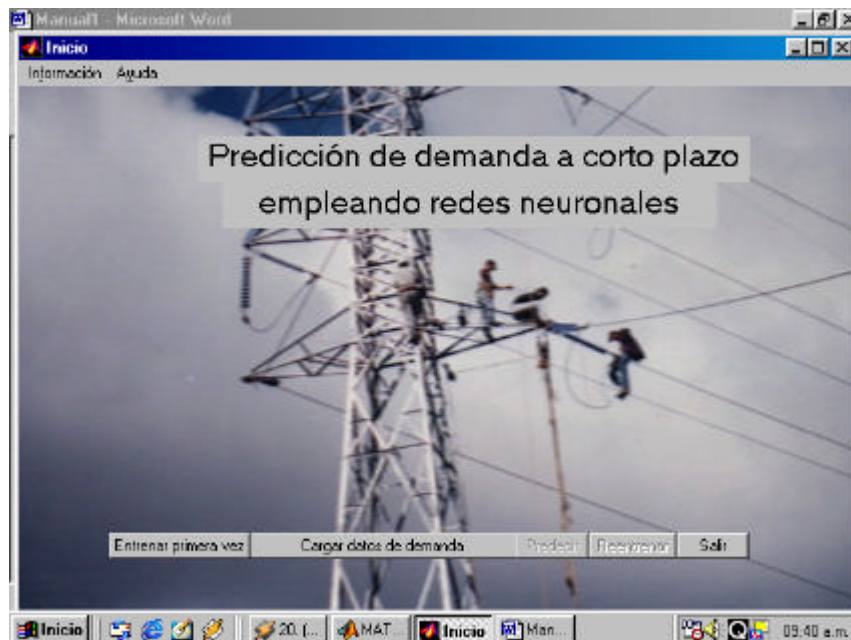 Manual1 - Microsoft Word
Inicio
Información Ayuda
Predicción de demanda a corto plazo
empleando redes neuronales
Entrenar primera vez Cargar datos de demanda Predecir Reentrenar Salir
Inicio 20. (... MAT... Inicio Man... 09:40 a.m.